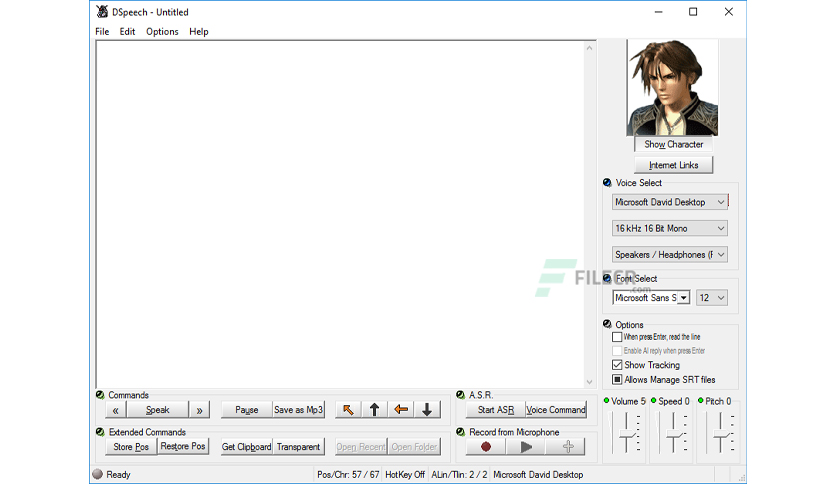 DSpeech - Untitled
File Edit Options Help
Show Character
Internet Links
Voice Select
Microsoft David Desktop
16 kHz 16 Bit Mono
Speakers / Headphones (F
Font Select
Microsoft Sans S 12
FILECR
.com
Options
When press Enter, read the line
Enable AI reply when press Enter
Show Tracking
Allows Manage SRT files
Commands
« Speak » Pause Save as Mp3
A.S.R.
Start ASR Voice Command
Volume 5 Speed 0 Pitch 0
Extended Commands
Store Pos Restore Pos Get Clipboard Transparent Open Recent Open Folder
Record from Microphone
Ready Pos/Chr: 57 / 67 HotKey Off ALin/Tlin: 2 / 2 Microsoft David Desktop